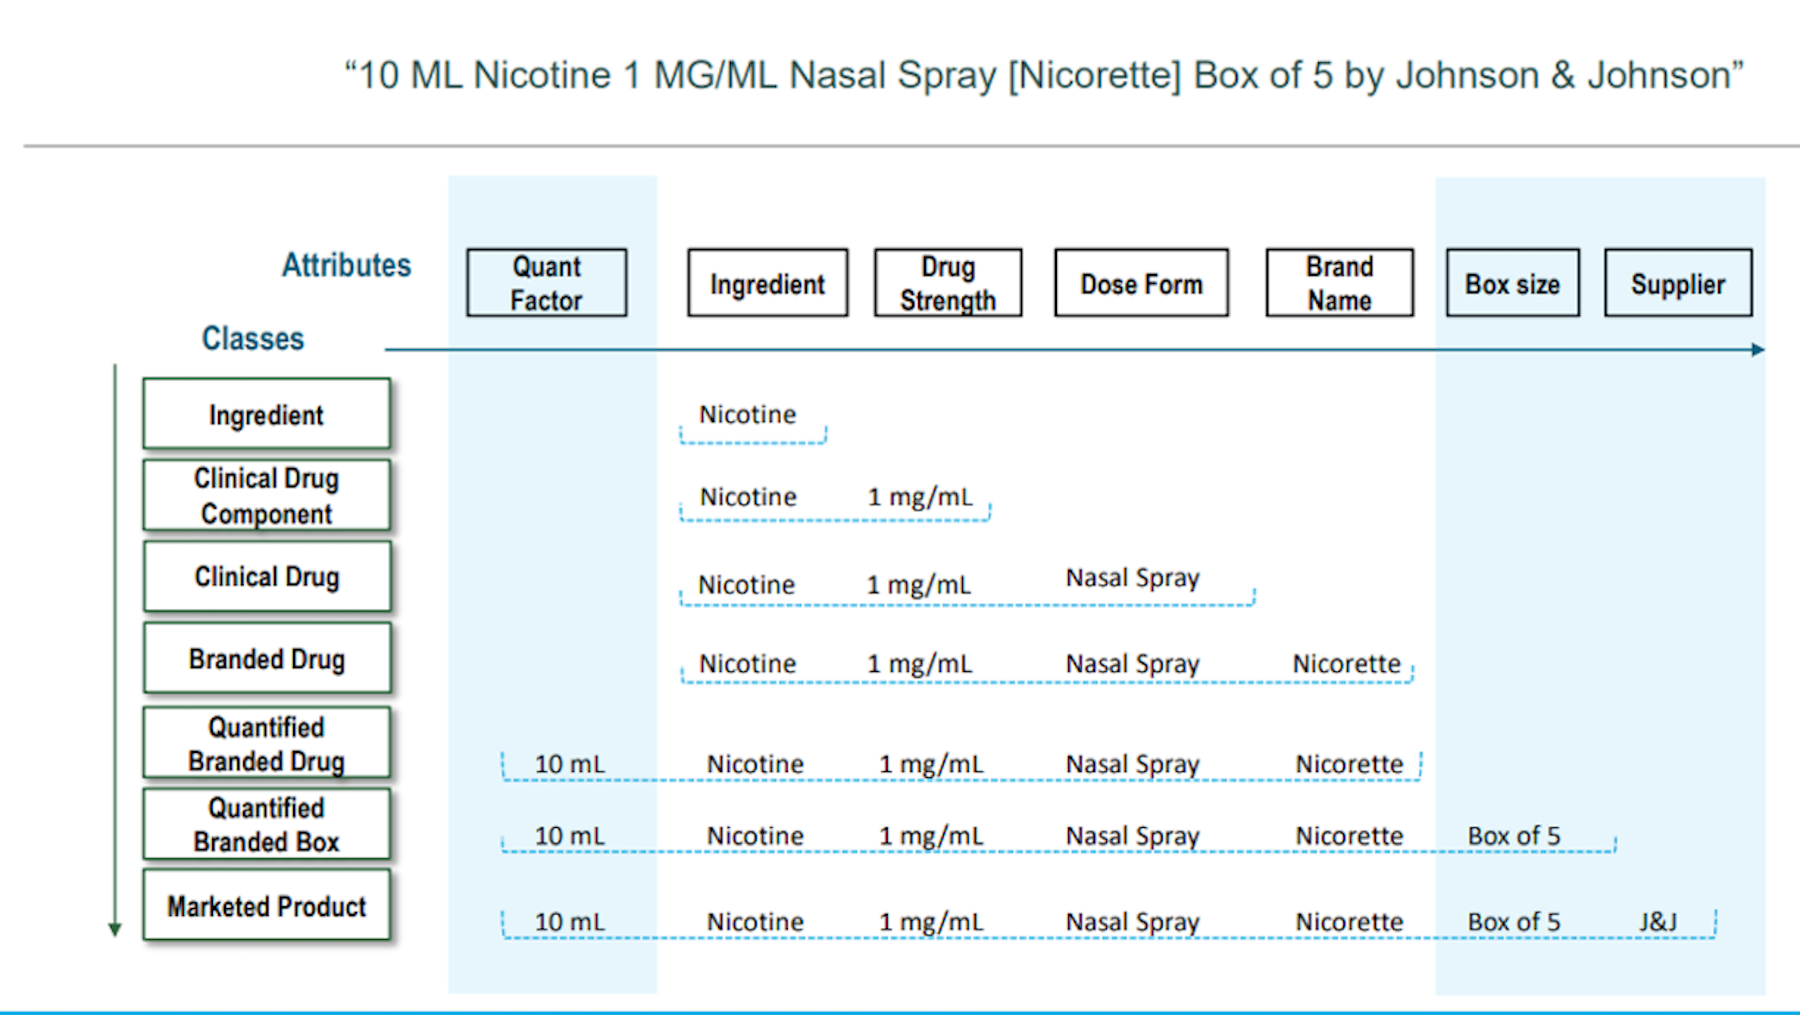 “10 ML Nicotine 1 MG/ML Nasal Spray [Nicorette] Box of 5 by Johnson & Johnson”
Attributes
Quant
Factor
Ingredient
Drug
Strength
Dose Form
Brand
Name
Box size
Supplier
Classes
Ingredient
Nicotine
Clinical Drug
Component
Nicotine 1 mg/mL
Clinical Drug
Nicotine 1 mg/mL Nasal Spray
Branded Drug
Nicotine 1 mg/mL Nasal Spray Nicorette
Quantified
Branded Drug
10 mL Nicotine 1 mg/mL Nasal Spray Nicorette
Quantified
Branded Box
10 mL Nicotine 1 mg/mL Nasal Spray Nicorette Box of 5
Marketed Product
10 mL Nicotine 1 mg/mL Nasal Spray Nicorette Box of 5 J&J